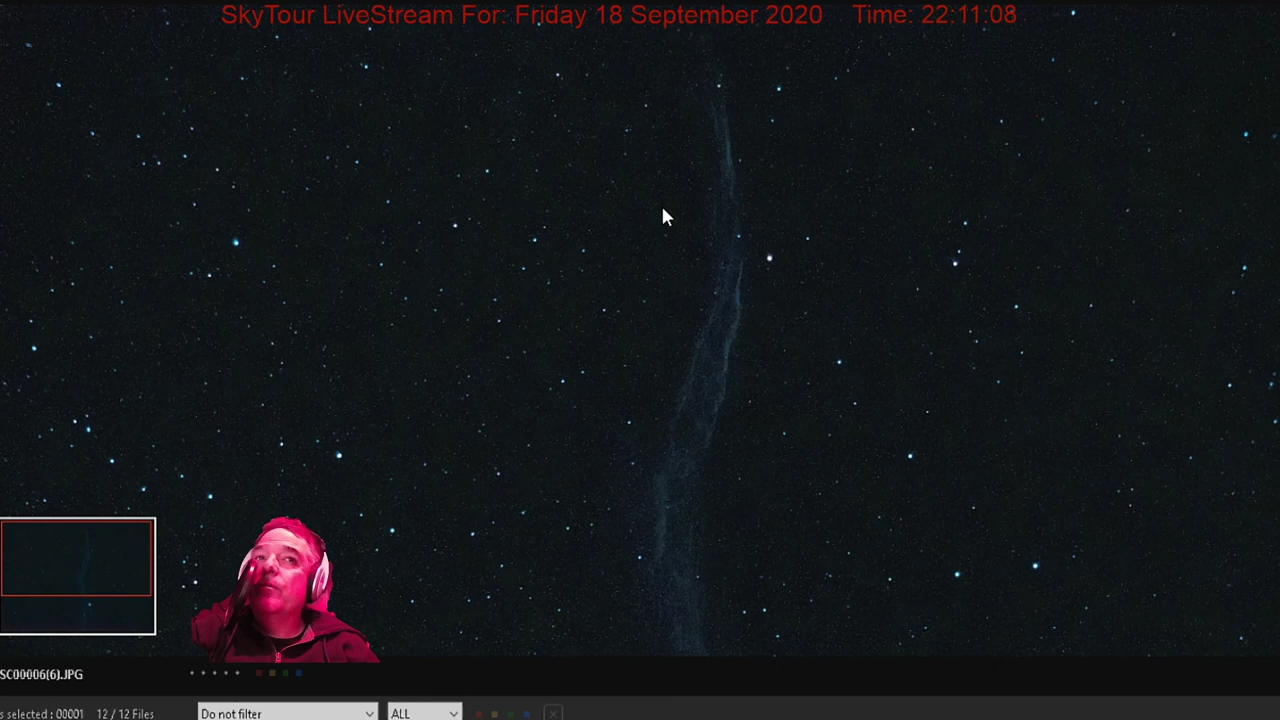 SkyTour LiveStream For: Friday 18 September 2020 Time: 22:11:08
SC00006(6).JPG
s selected : 00001 12 / 12 Files Do not filter ALL